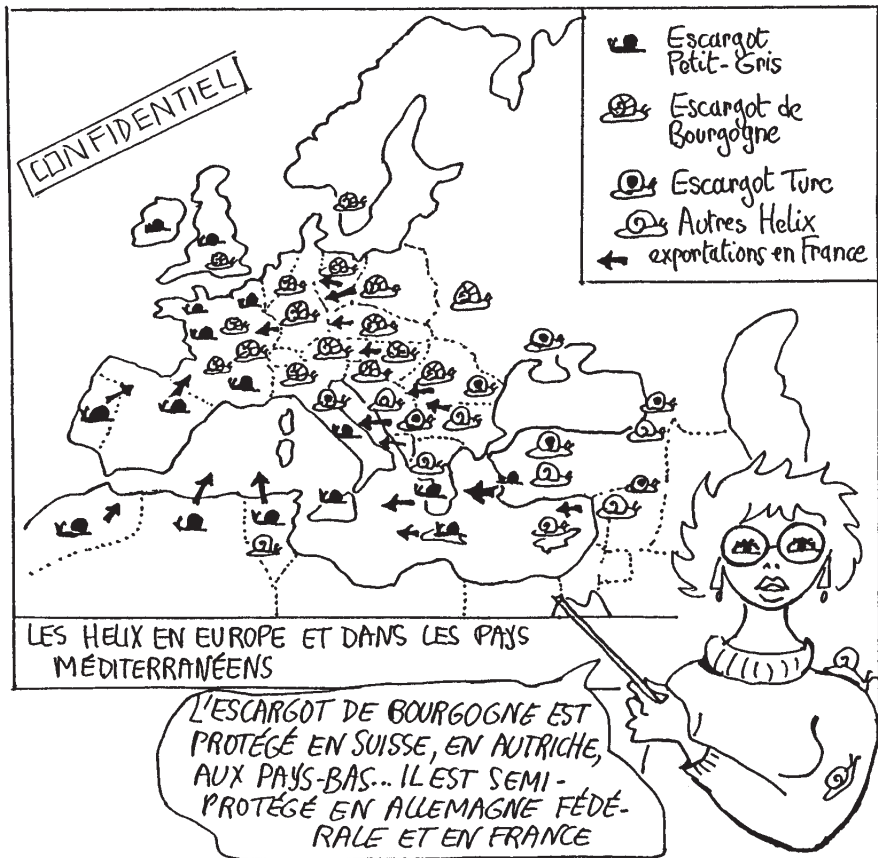 CONFIDENTIEL
Escargot
Petit-Gris
Escargot de
Bourgogne
Escargot Turc
Autres Helix
exportations en France
LES HELIX EN EUROPE ET DANS LES PAYS
MÉDITERRANÉENS
L'ESCARGOT DE BOURGOGNE EST
PROTÉGÉ EN SUISSE, EN AUTRICHE,
AUX PAYS-BAS... IL EST SEMI-
PROTÉGÉ EN ALLEMAGNE FÉDÉ-
RALE ET EN FRANCE